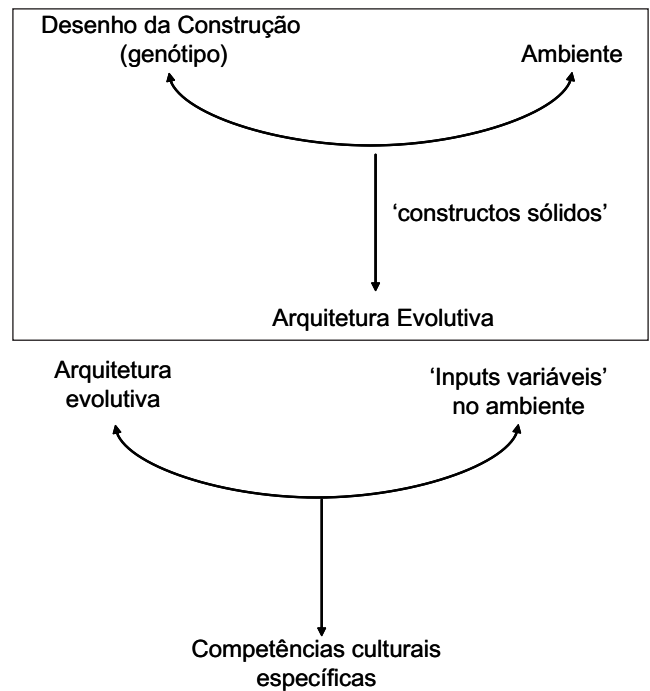 Desenho da Construção
(genótipo)
Ambiente
‘constructos sólidos’
Arquitetura Evolutiva
Arquitetura
evolutiva
‘Inputs variáveis’
no ambiente
Competências culturais
específicas